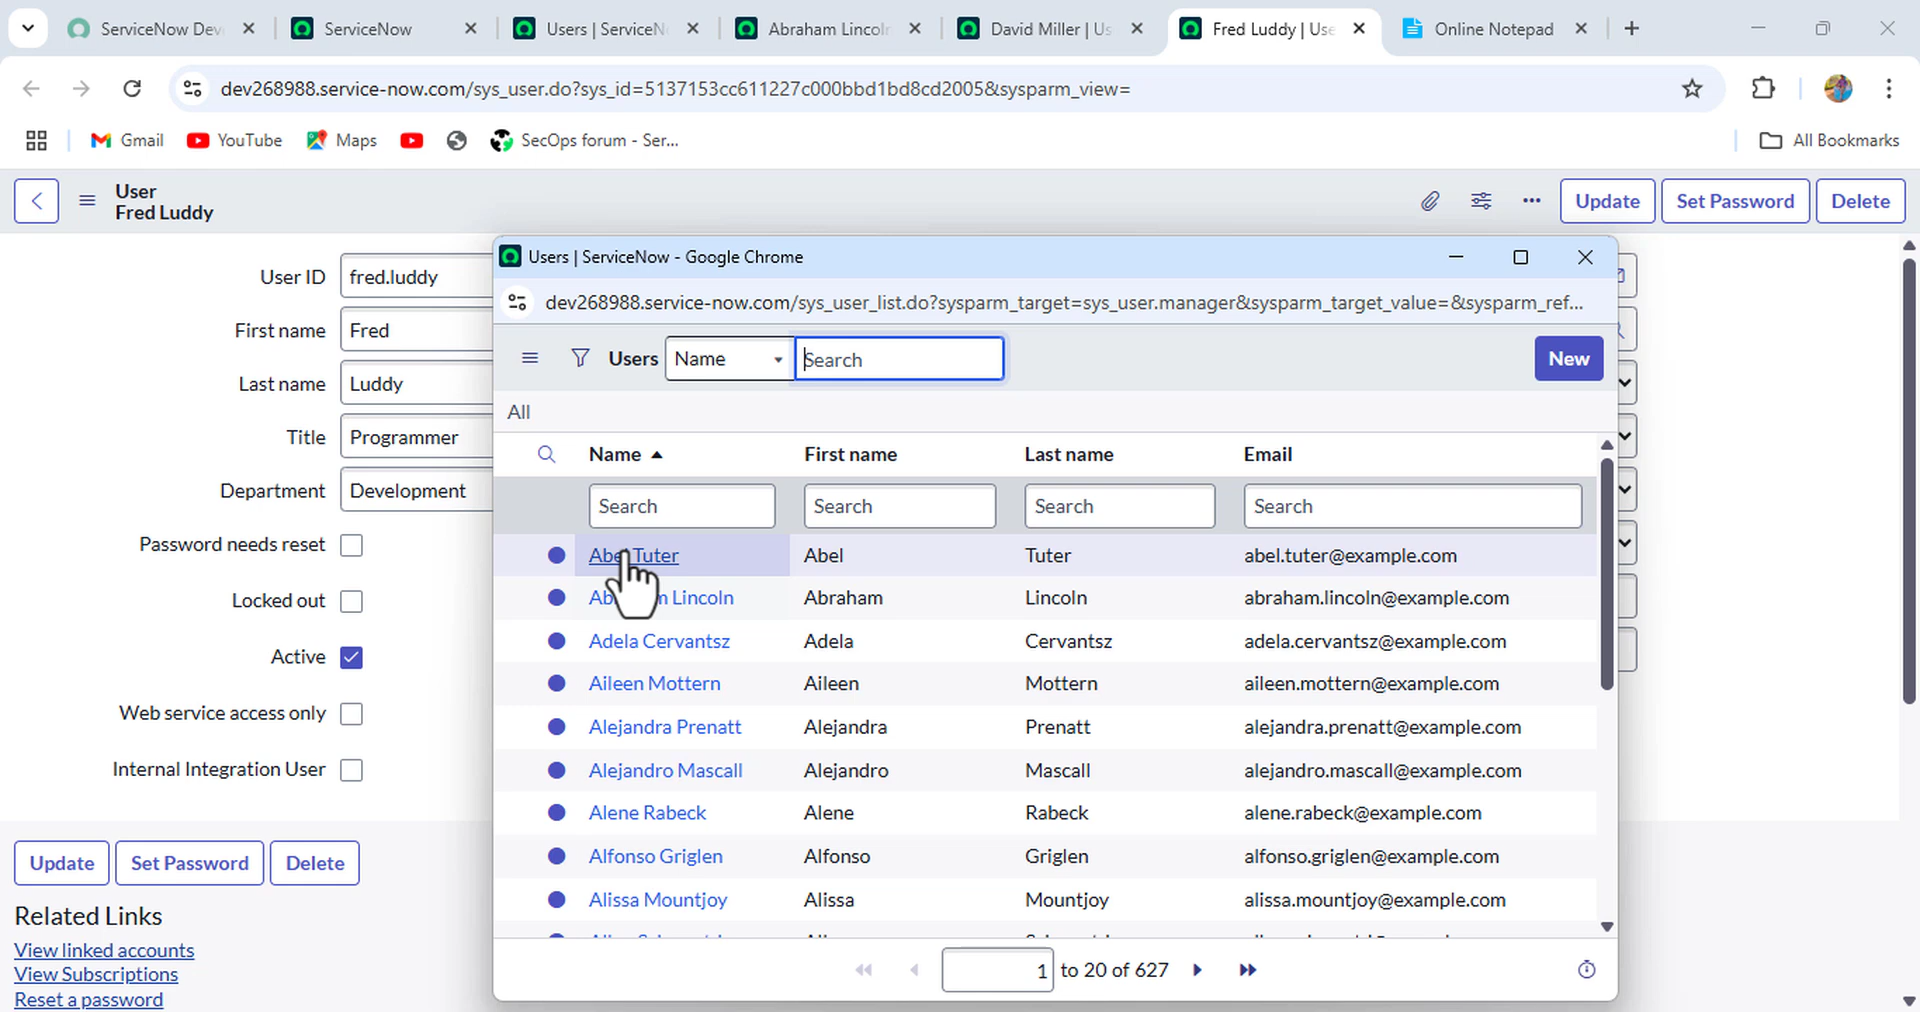 ServiceNow Dev
ServiceNow
Users | ServiceN
Abraham Lincoln
David Miller | Us
Fred Luddy | Use
Online Notepad
dev268988.service-now.com/sys_user.do?sys_id=5137153cc611227c000bbd1bd8cd2005&sysparm_view=
Gmail
YouTube
Maps
SecOps forum - Ser...
All Bookmarks
User
Fred Luddy
Update
Set Password
Delete
User ID
fred.luddy
First name
Fred
Last name
Luddy
Title
Programmer
Department
Development
Password needs reset
Locked out
Active
Web service access only
Internal Integration User
Update
Set Password
Delete
Related Links
View linked accounts
View Subscriptions
Reset a password
Users | ServiceNow - Google Chrome
dev268988.service-now.com/sys_user_list.do?sysparm_target=sys_user.manager&sysparm_target_value=&sysparm_ref...
Users
Name
Search
New
All
Name First name Last name Email
Search Search Search Search
Abel Tuter Abel Tuter abel.tuter@example.com
Abraham Lincoln Abraham Lincoln abraham.lincoln@example.com
Adela Cervantsz Adela Cervantsz adela.cervantsz@example.com
Aileen Mottern Aileen Mottern aileen.mottern@example.com
Alejandra Prenatt Alejandra Prenatt alejandra.prenatt@example.com
Alejandro Mascall Alejandro Mascall alejandro.mascall@example.com
Alene Rabeck Alene Rabeck alene.rabeck@example.com
Alfonso Griglen Alfonso Griglen alfonso.griglen@example.com
Alissa Mountjoy Alissa Mountjoy alissa.mountjoy@example.com
1 to 20 of 627